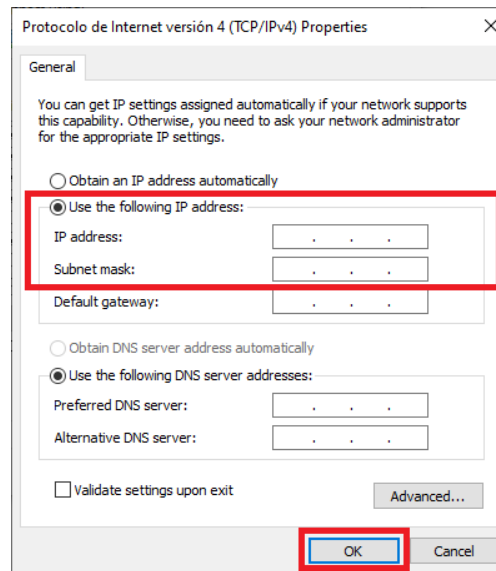 Protocolo de Internet versión 4 (TCP/IPv4) Properties
General
You can get IP settings assigned automatically if your network supports
this capability. Otherwise, you need to ask your network administrator
for the appropriate IP settings.
Obtain an IP address automatically
Use the following IP address:
IP address:
Subnet mask:
Default gateway:
Obtain DNS server address automatically
Use the following DNS server addresses:
Preferred DNS server:
Alternative DNS server:
Validate settings upon exit
Advanced...
OK Cancel